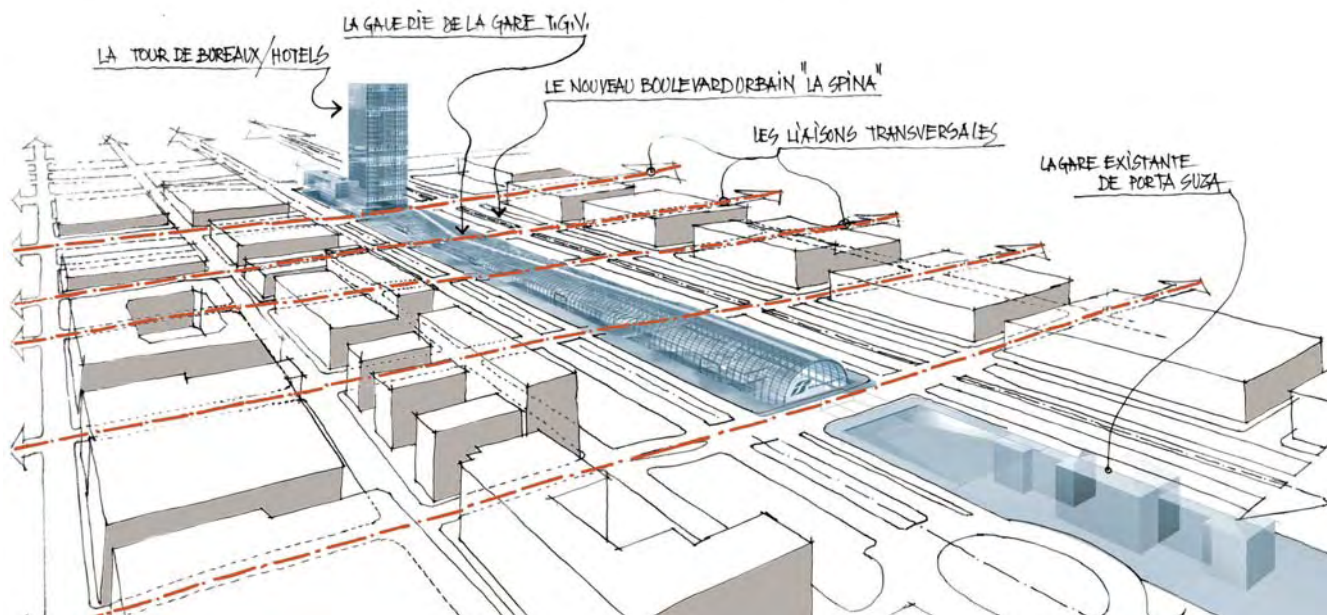 LA GALERIE DE LA GARE T.G.V.
LA TOUR DE BUREAUX/HOTELS
LE NOUVEAU BOULEVARD URBAIN "LA SPINA"
LES LIAISONS TRANSVERSALES
LA GARE EXISTANTE
DE PORTA SUZA